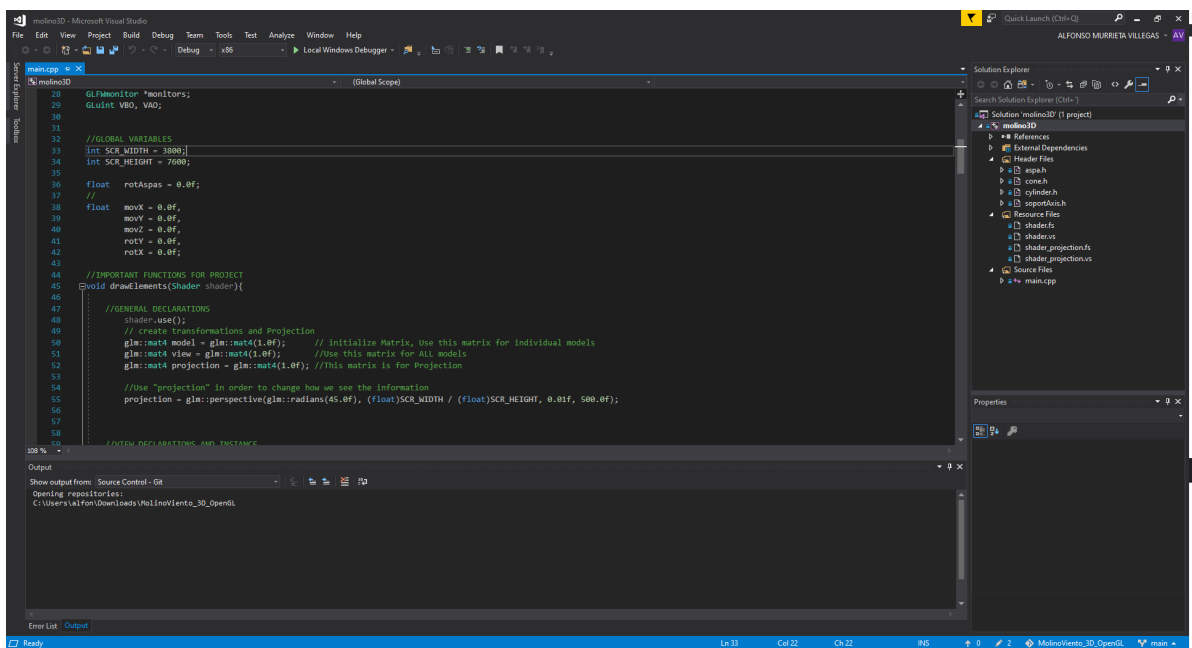 molino3D - Microsoft Visual Studio
Quick Launch (Ctrl+Q)
File Edit View Project Build Debug Team Tools Test Analyze Window Help
ALFONSO MURRIETA VILLEGAS AV
Debug x86 Local Windows Debugger
Server Explorer
Toolbox
main.cpp
molino3D (Global Scope)
28 GLFWmonitor *monitors;
29 GLuint VBO, VAO;
30
31
32 //GLOBAL VARIABLES
33 int SCR_WIDTH = 3800;
34 int SCR_HEIGHT = 7600;
35
36 float rotAspas = 0.0f;
37 //
38 float movX = 0.0f,
39 movY = 0.0f,
40 movZ = 0.0f,
41 rotY = 0.0f,
42 rotX = 0.0f;
43
44 //IMPORTANT FUNCTIONS FOR PROJECT
45 void drawElements(Shader shader){
46
47 //GENERAL DECLARATIONS
48 shader.use();
49 // create transformations and Projection
50 glm::mat4 model = glm::mat4(1.0f); // initialize Matrix, Use this matrix for individual models
51 glm::mat4 view = glm::mat4(1.0f); //Use this matrix for ALL models
52 glm::mat4 projection = glm::mat4(1.0f); //This matrix is for Projection
53
54 //Use "projection" in order to change how we see the information
55 projection = glm::perspective(glm::radians(45.0f), (float)SCR_WIDTH / (float)SCR_HEIGHT, 0.01f, 500.0f);
56
57
58
59 //VIEW DECLARATIONS AND INSTANCE
108 %
Output
Show output from: Source Control - Git
Opening repositories:
C:\Users\alfon\Downloads\MolinoViento_3D_OpenGL
Error List Output
Solution Explorer
Search Solution Explorer (Ctrl+´)
Solution 'molino3D' (1 project)
molino3D
References
External Dependencies
Header Files
aspa.h
cone.h
cylinder.h
soportAxis.h
Resource Files
shader.fs
shader.vs
shader_projection.fs
shader_projection.vs
Source Files
main.cpp
Properties
Ready Ln 33 Col 22 Ch 22 INS 0 2 MolinoViento_3D_OpenGL main